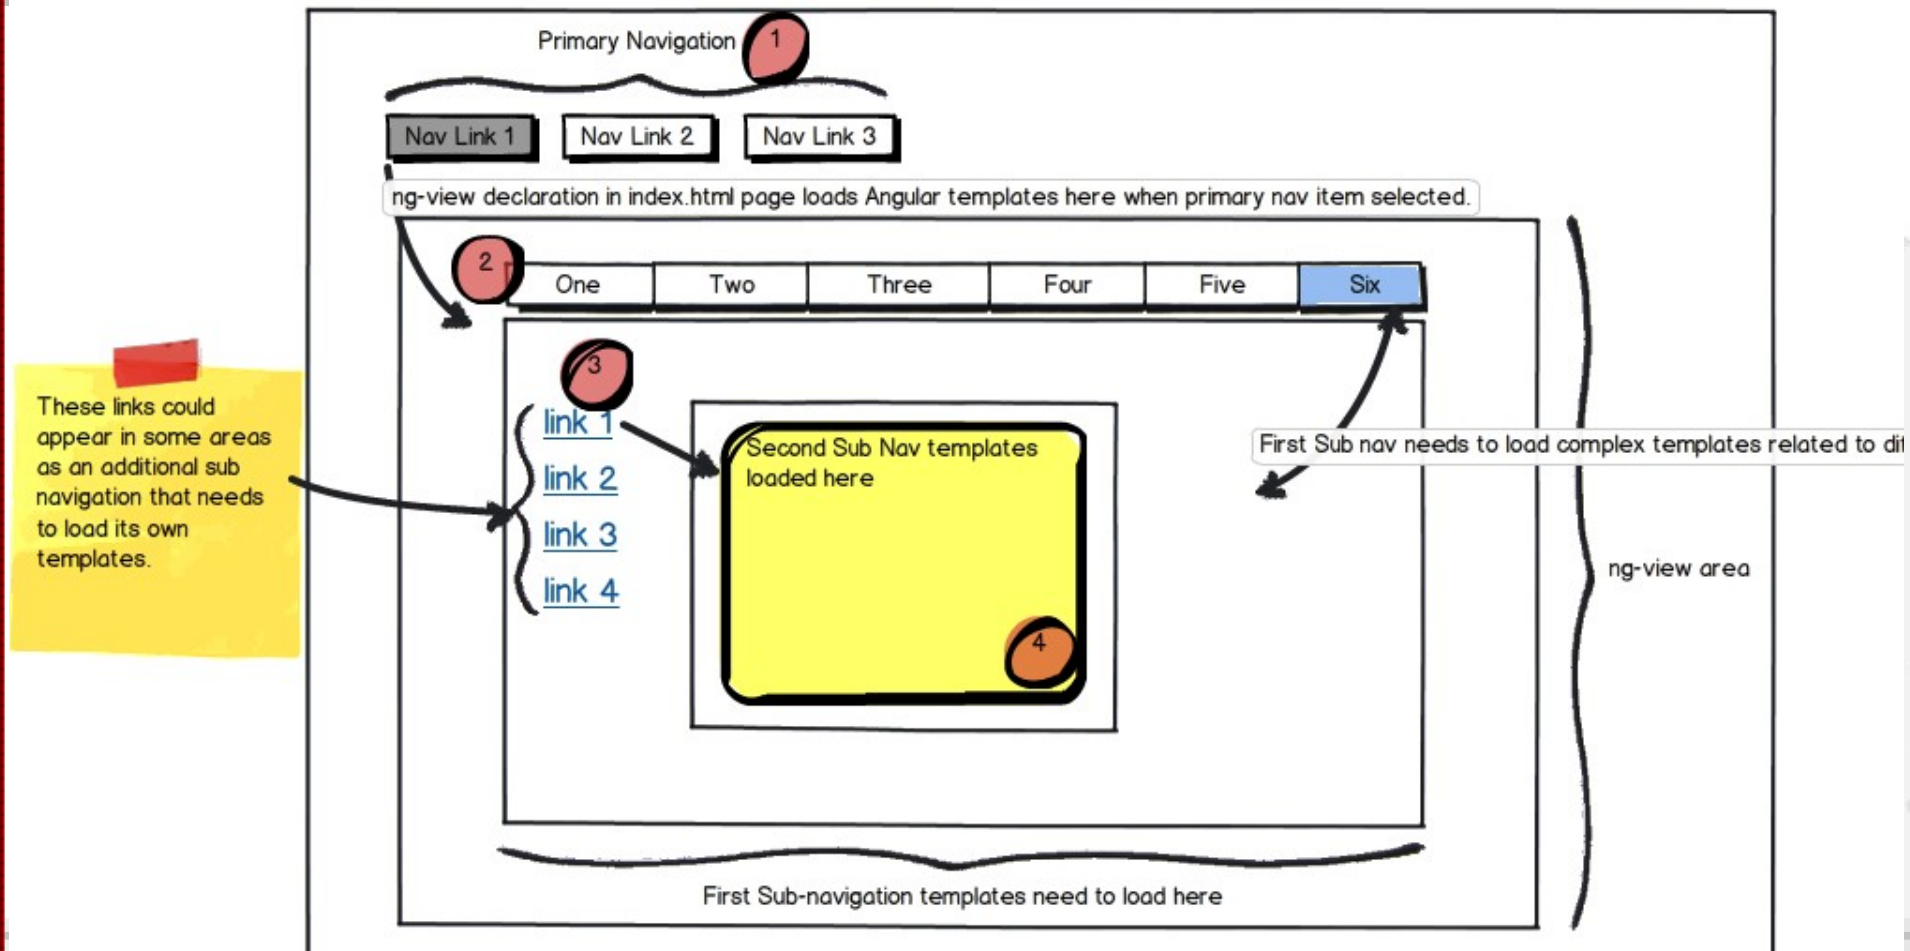 Primary Navigation
1
Nav Link 1
Nav Link 2
Nav Link 3
ng-view declaration in index.html page loads Angular templates here when primary nav item selected.
2
One
Two
Three
Four
Five
Six
3
These links could
appear in some areas
as an additional sub
navigation that needs
to load its own
templates.
link 1
link 2
link 3
link 4
Second Sub Nav templates
loaded here
4
First Sub nav needs to load complex templates related to
ng-view area
First Sub-navigation templates need to load here